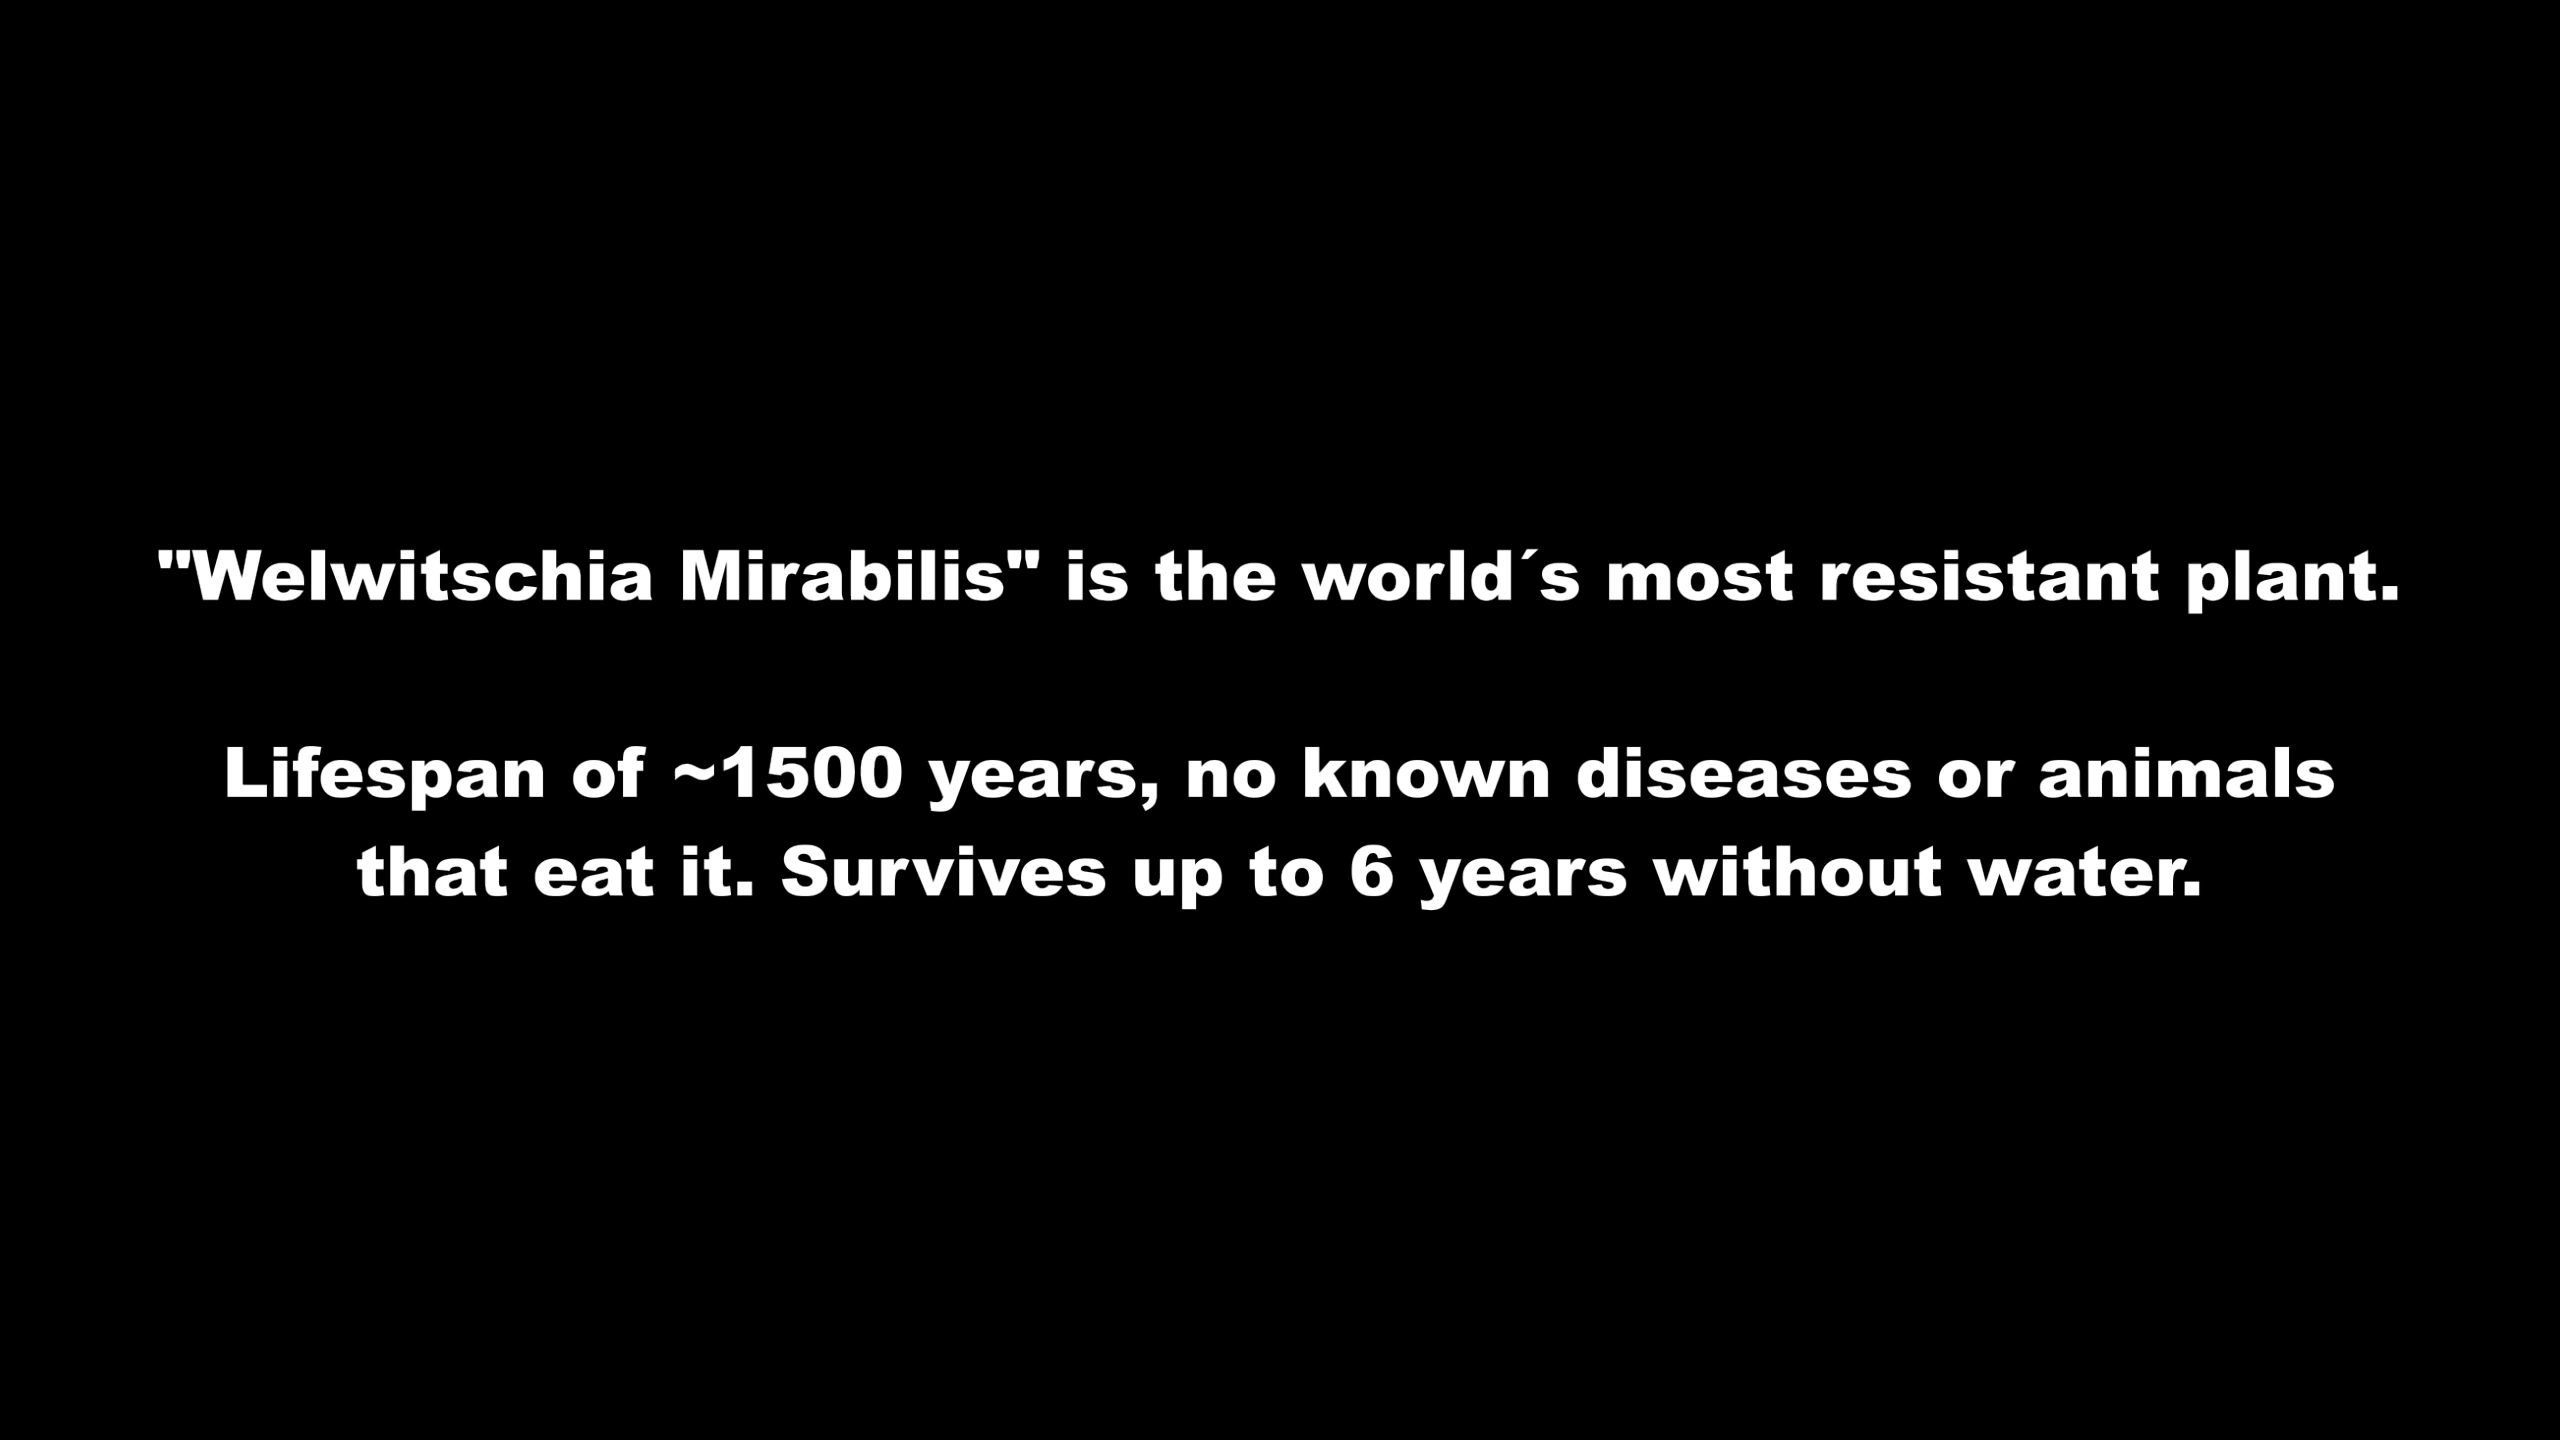 "Welwitschia Mirabilis" is the world´s most resistant plant.
Lifespan of ~1500 years, no known diseases or animals
that eat it. Survives up to 6 years without water.